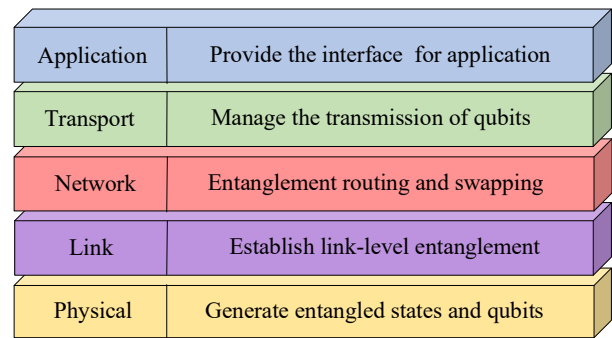 Application Provide the interface for application
Transport Manage the transmission of qubits
Network Entanglement routing and swapping
Link Establish link-level entanglement
Physical Generate entangled states and qubits